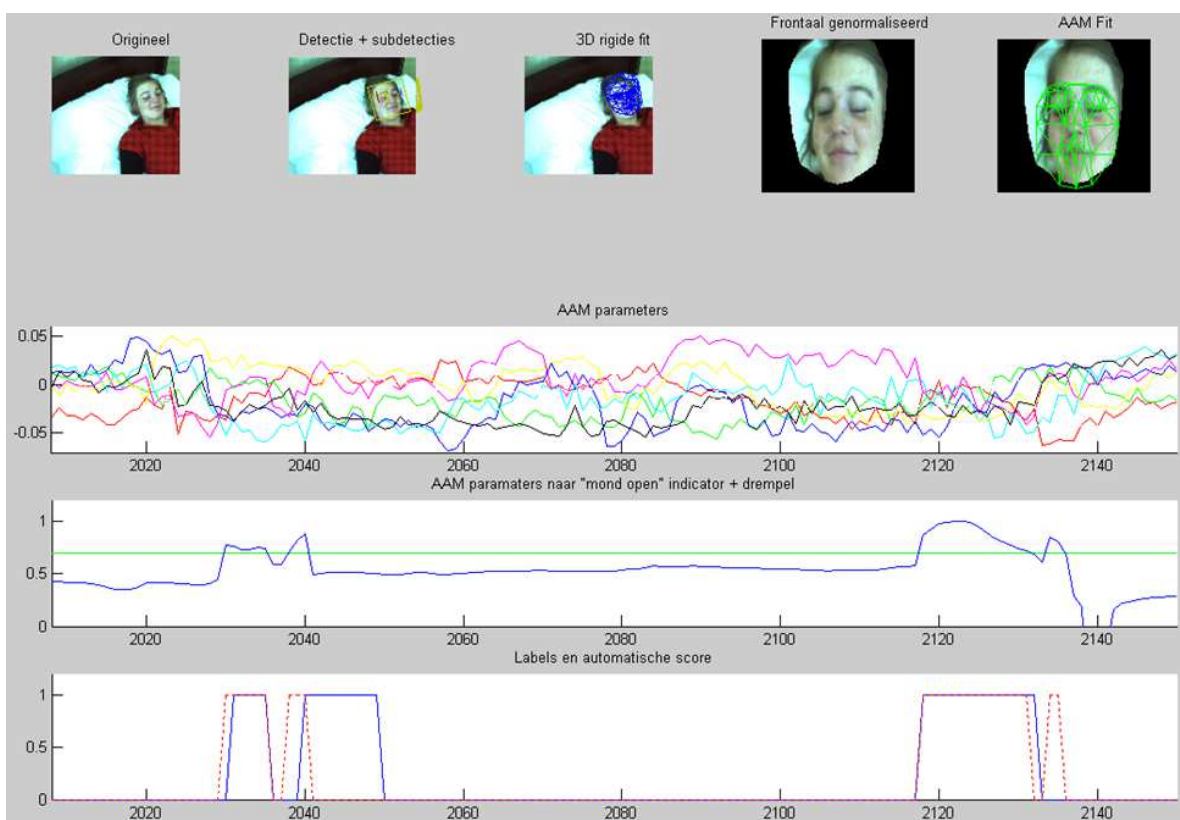 Origineel
Detectie + subdetecties
3D rigide fit
Frontaal genormaliseerd
AAM Fit
AAM parameters
0.05
0
-0.05
2020 2040 2060 2080 2100 2120 2140
AAM paramaters naar "mond open" indicator + drempel
1
0.5
0
2020 2040 2060 2080 2100 2120 2140
Labels en automatische score
1
0.5
0
2020 2040 2060 2080 2100 2120 2140